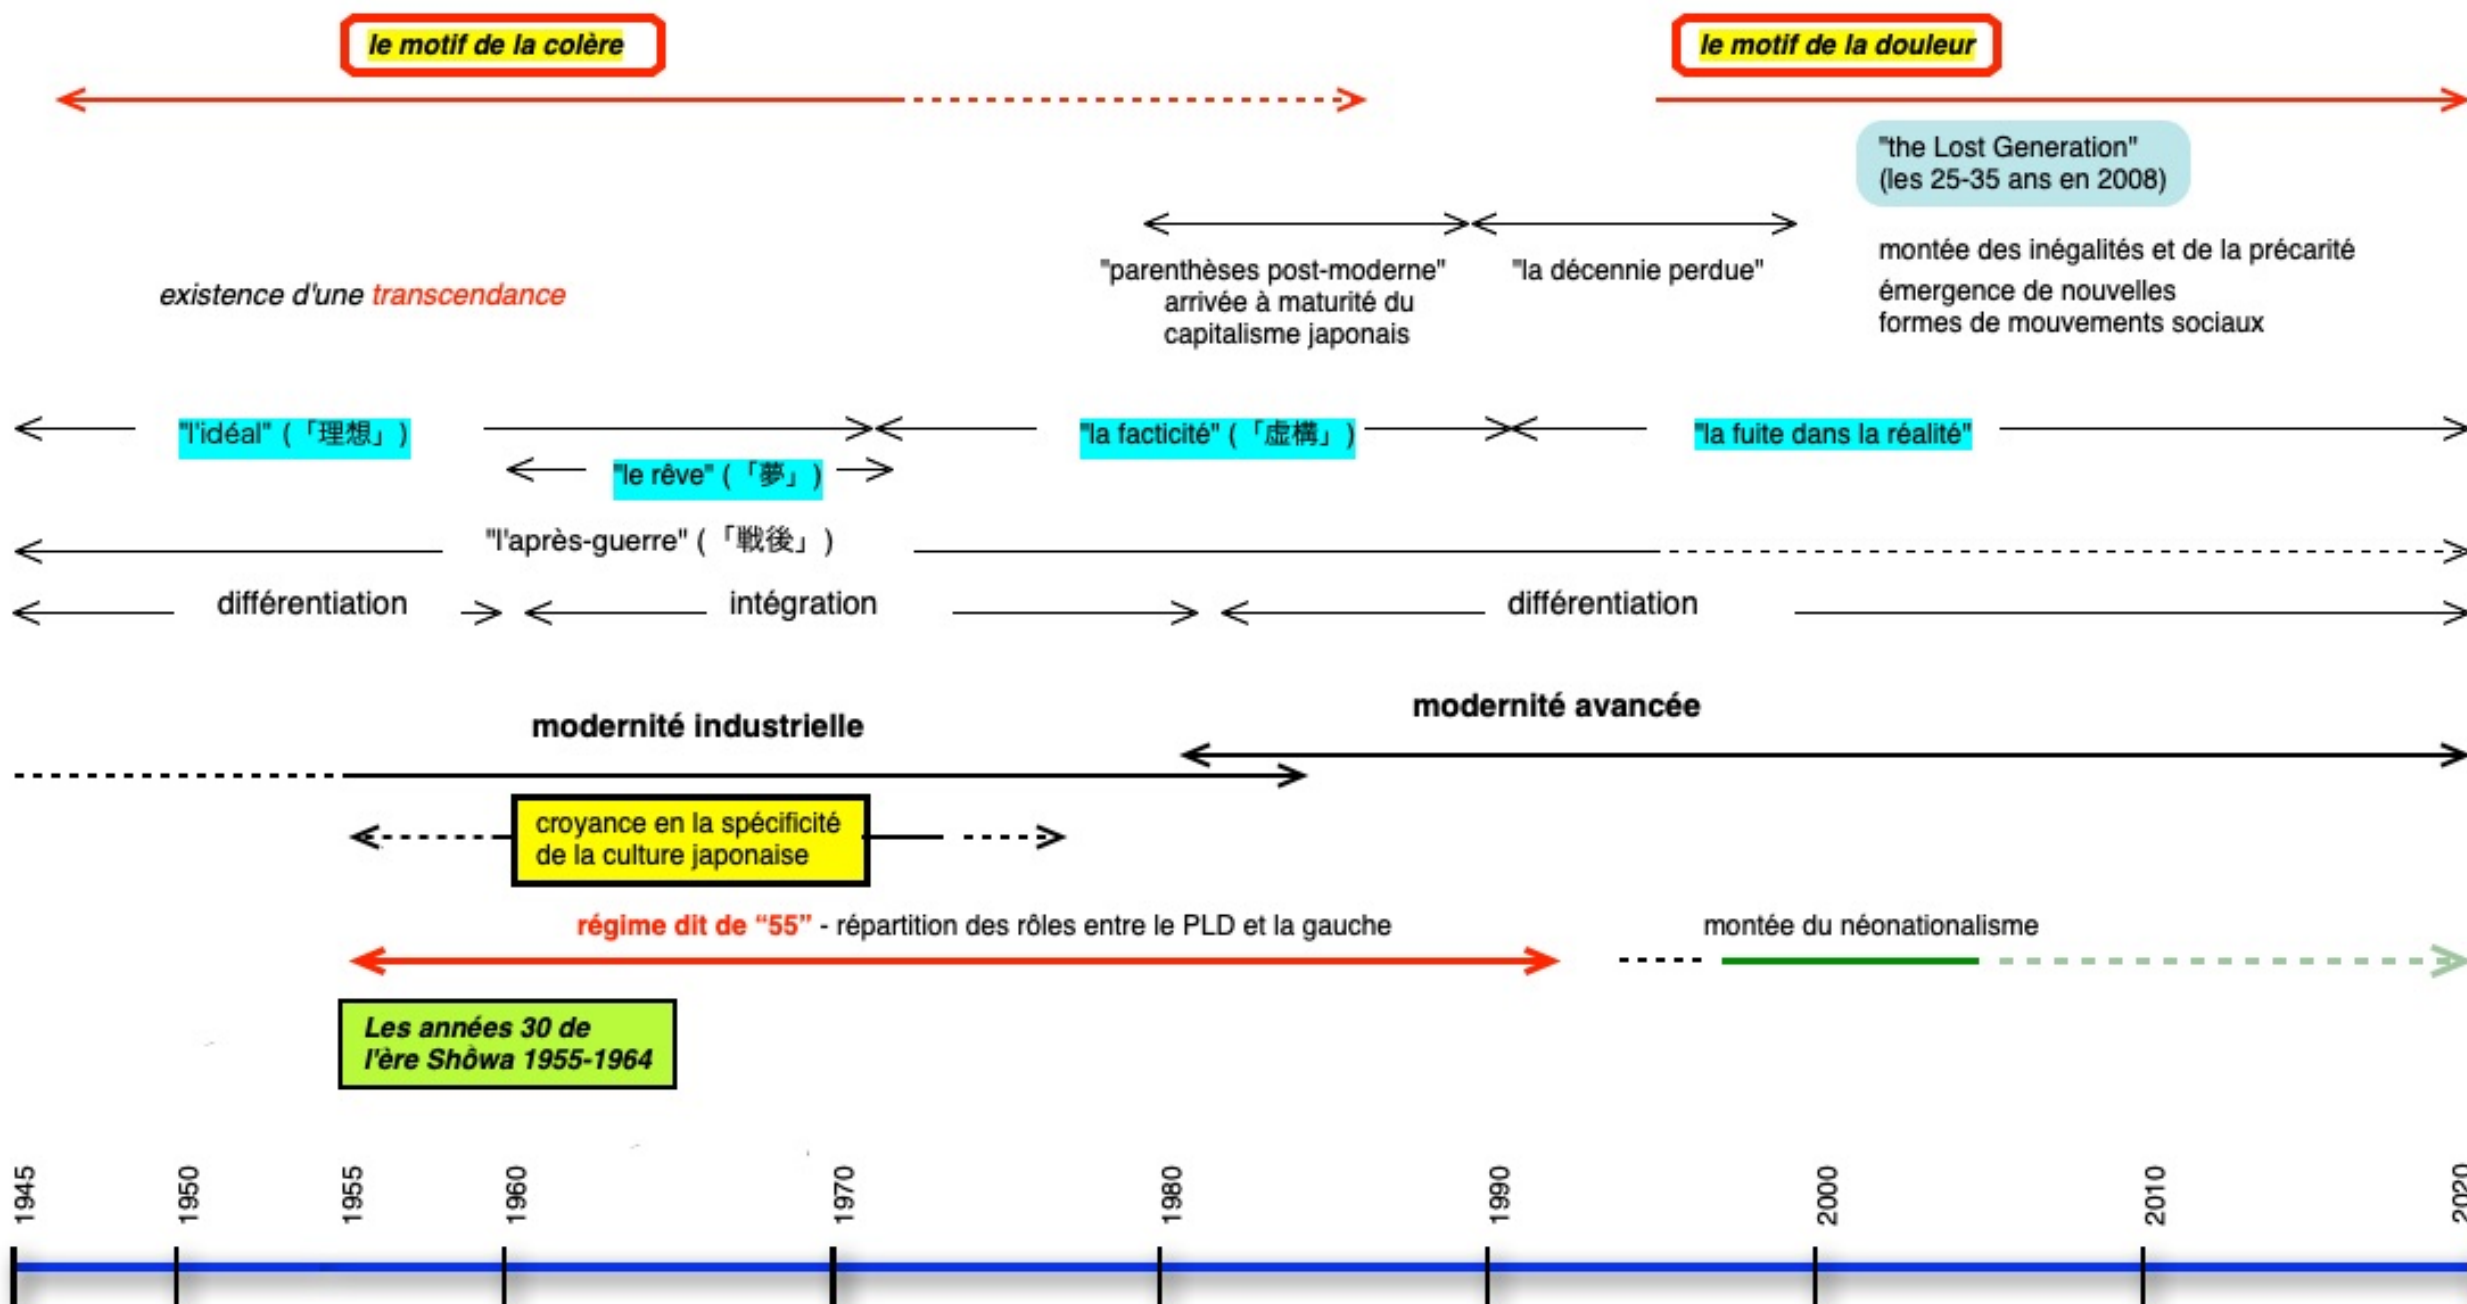 le motif de la colère
le motif de la douleur
"the Lost Generation"
(les 25-35 ans en 2008)
existence d'une transcendance
"parenthèses post-moderne"
arrivée à maturité du
capitalisme japonais
"la décennie perdue"
montée des inégalités et de la précarité
émergence de nouvelles
formes de mouvements sociaux
"l'idéal" (「理想」)
"la facticité" (「虚構」)
"la fuite dans la réalité"
"le rêve" (「夢」)
"l'après-guerre" (「戦後」)
différentiation
intégration
différentiation
modernité industrielle
modernité avancée
croyance en la spécificité
de la culture japonaise
régime dit de “55” - répartition des rôles entre le PLD et la gauche
montée du néonationalisme
Les années 30 de
l'ère Shôwa 1955-1964
1945
1950
1955
1960
1970
1980
1990
2000
2010
2020